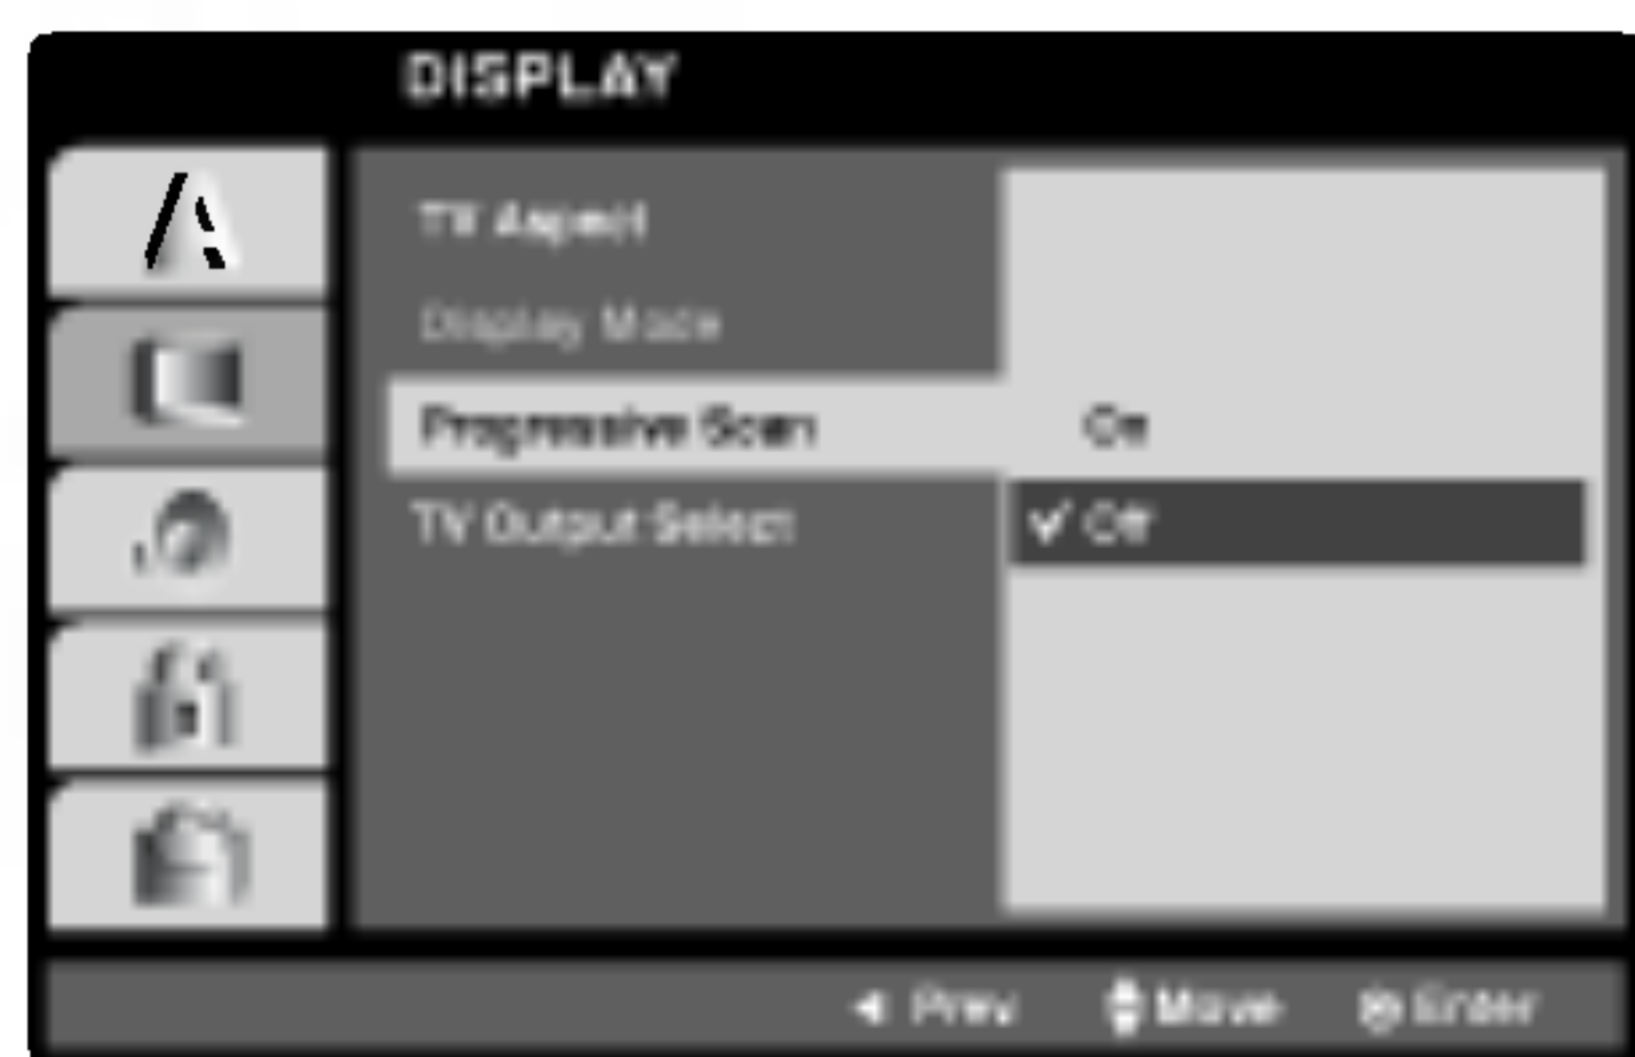 DISPLAY
TV Aspect
Display Mode
Progressive Scan On
TV Output Select ✓ Off
◀ Prev Move Enter